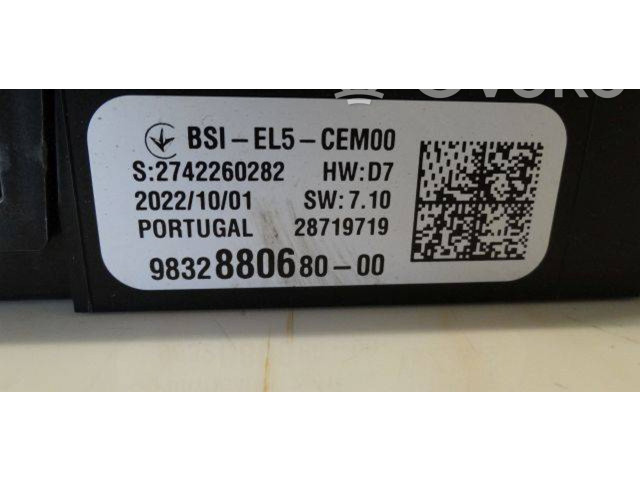 BSI-EL5-CEM00
S:2742260282 HW:D7
2022/10/01 SW:7.10
PORTUGAL 28719719
9832880680-00